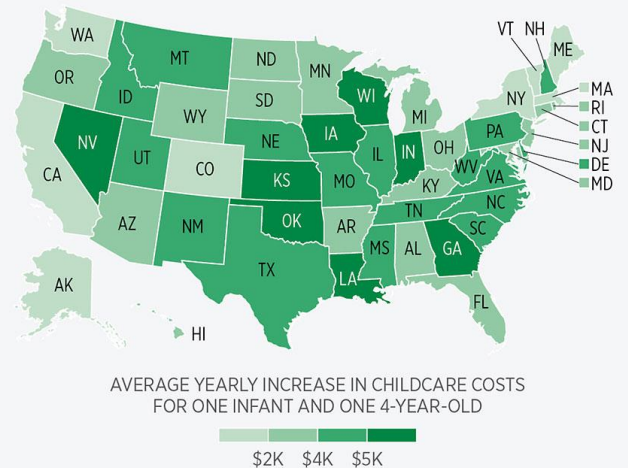 VT NH
WA
ME
MT
ND
MN
OR
ID
WI
SD
NY
MA
WY
MI
RI
CT
IA
PA
NV
NE
NJ
OH
IL
IN
UT
DE
CO
WV
CA
VA
MD
KS
MO
KY
NC
TN
OK
AZ
NM
AR
SC
MS
AL
GA
TX
LA
AK
FL
HI
AVERAGE YEARLY INCREASE IN CHILDCARE COSTS
FOR ONE INFANT AND ONE 4-YEAR-OLD
$2K $4K $5K